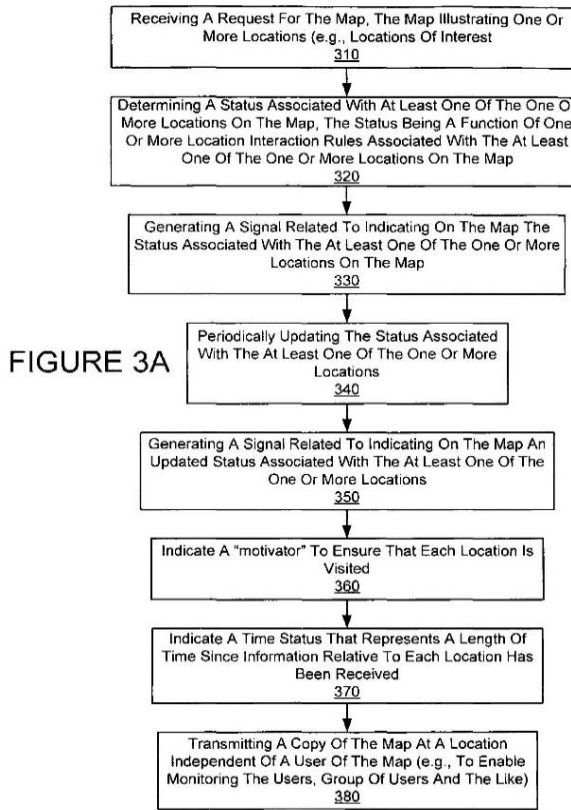 Receiving A Request For The Map, The Map Illustrating One Or
More Locations (e.g., Locations Of Interest
310
Determining A Status Associated With At Least One Of The One O
More Locations On The Map, The Status Being A Function Of One
Or More Location Interaction Rules Associated With The At Least
One Of The One Or More Locations On The Map
320
Generating A Signal Related To Indicating On The Map The
Status Associated With The At Least One Of The One Or More
Locations On The Map
330
FIGURE 3A
Periodically Updating The Status Associated
With The At Least One Of The One Or More
Locations
340
Generating A Signal Related To Indicating On The Map An
Updated Status Associated With The At Least One Of The
One Or More Locations
350
Indicate A "motivator" To Ensure That Each Location Is
Visited
360
Indicate A Time Status That Represents A Length Of
Time Since Information Relative To Each Location Has
Been Received
370
Transmitting A Copy Of The Map At A Location
Independent Of A User Of The Map (e.g., To Enable
Monitoring The Users, Group Of Users And The Like)
380